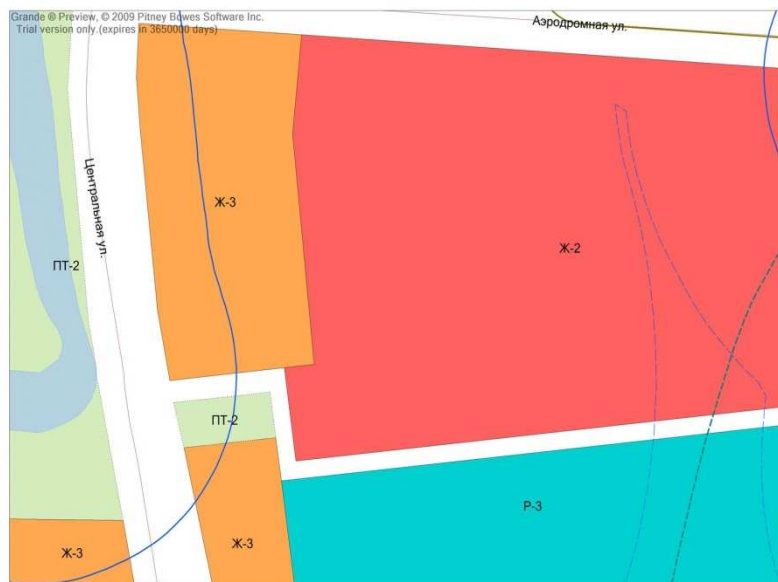 Grande ® Preview, © 2009 Pitney Bowes Software Inc.
Trial version only.(expires in 3650000 days)
Аэродромная ул.
Центральная ул.
Ж-3
Ж-2
ПТ-2
ПТ-2
Р-3
Ж-3
Ж-3